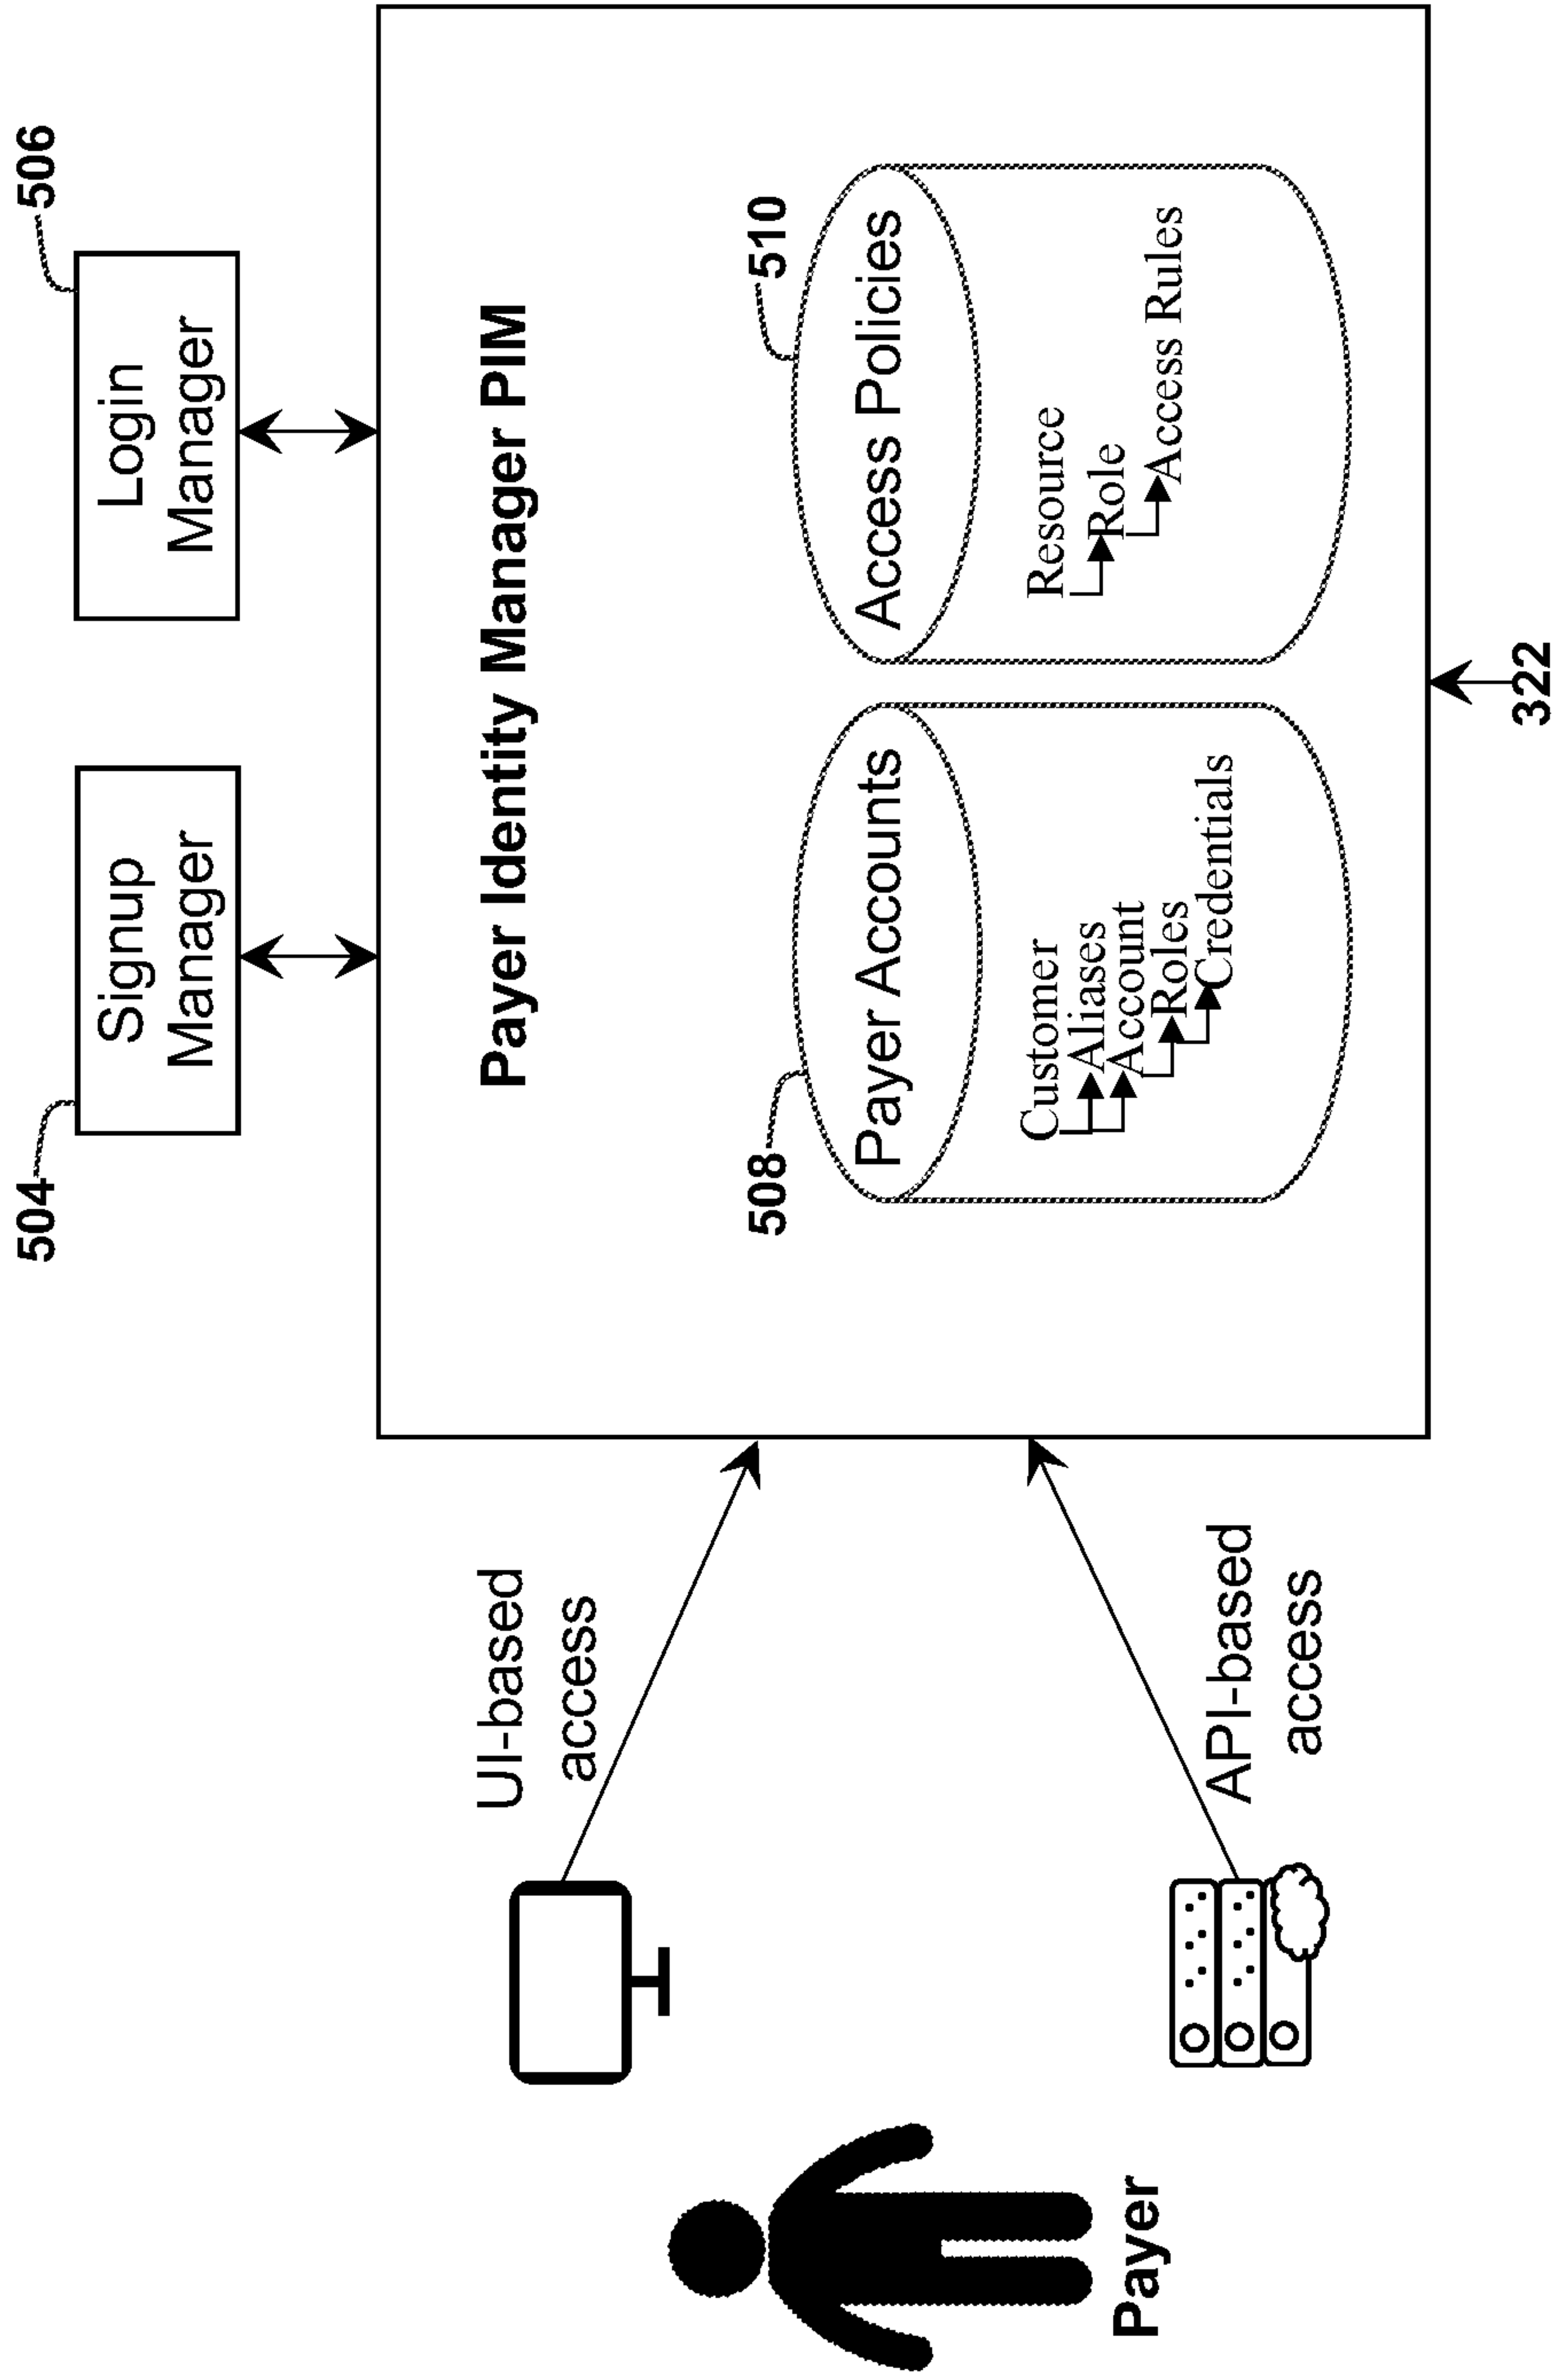 504
Signup
Manager
506
Login
Manager
Payer Identity Manager PIM
UI-based
access
508
Payer Accounts
Customer
Aliases
Account
Roles
Credentials
510
Access Policies
Resource
Role
Access Rules
API-based
access
Payer
322